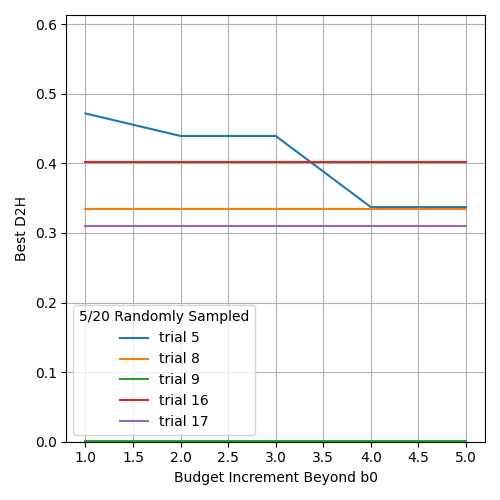 0.6
0.5
0.4
0.3
0.2
0.1
0.0
Best D2H
5/20 Randomly Sampled
trial 5
trial 8
trial 9
trial 16
trial 17
1.0 1.5 2.0 2.5 3.0 3.5 4.0 4.5 5.0
Budget Increment Beyond b0